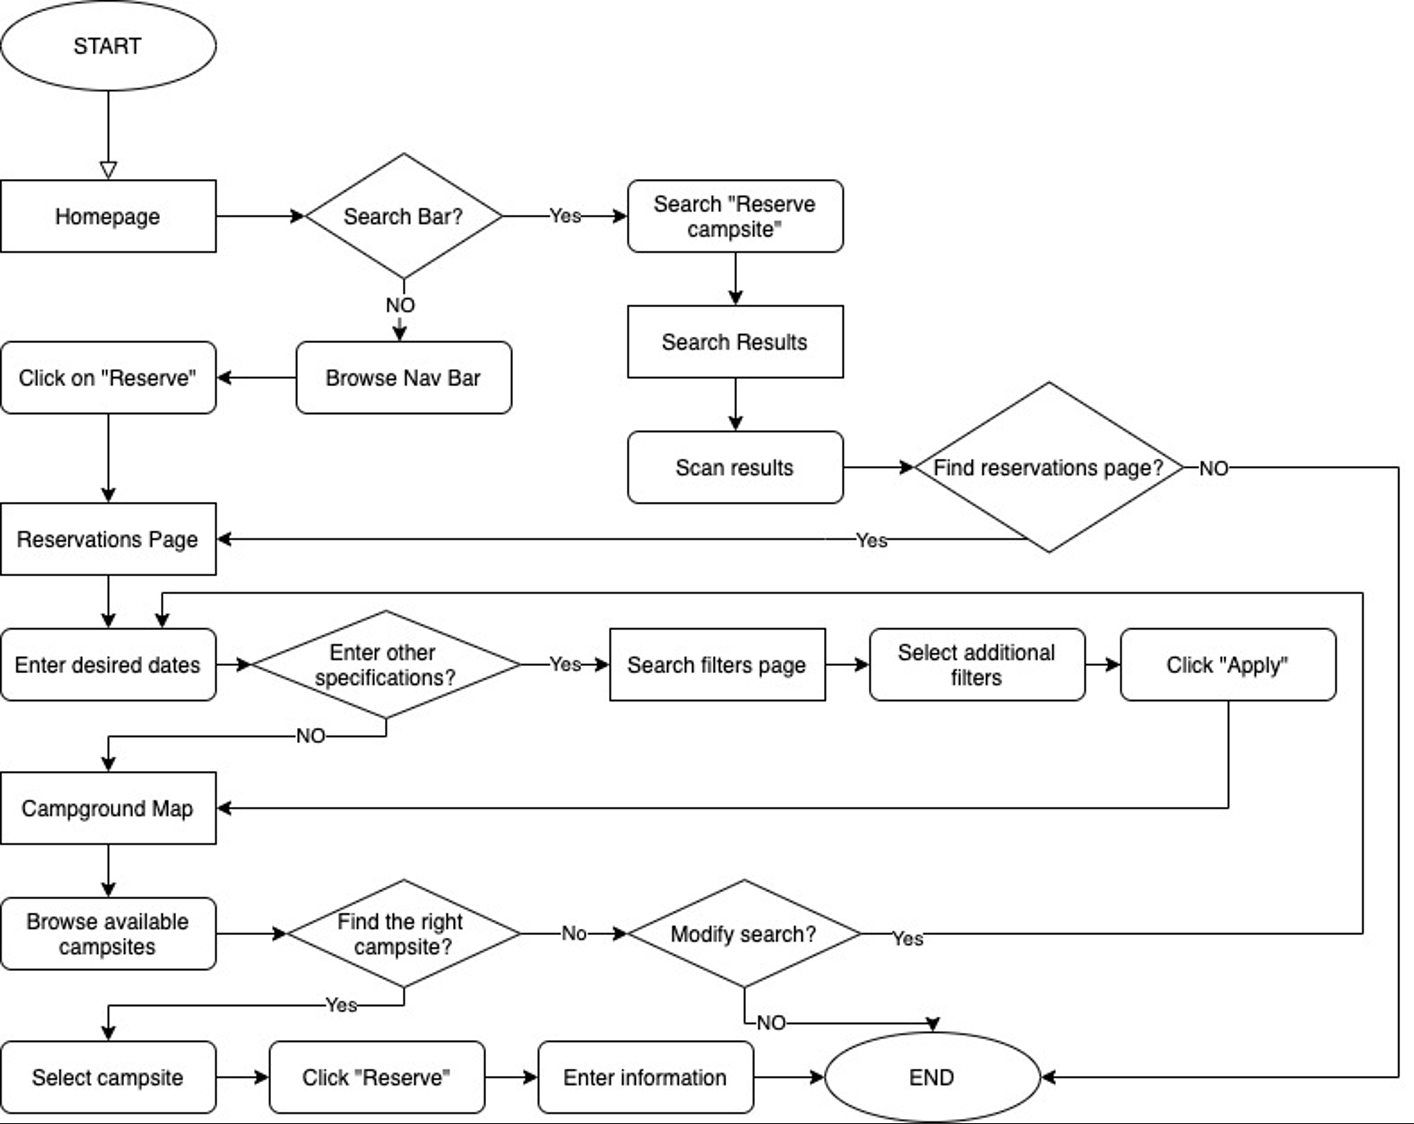 START
Homepage
Search Bar?
Yes
Search "Reserve
campsite"
NO
Search Results
Click on "Reserve"
Browse Nav Bar
Scan results
Find reservations page?
NO
Reservations Page
Yes
Enter desired dates
Enter other
specifications?
Yes
Search filters page
Select additional
filters
Click "Apply"
NO
Campground Map
Browse available
campsites
Find the right
campsite?
No
Modify search?
Yes
Yes
NO
Select campsite
Click "Reserve"
Enter information
END